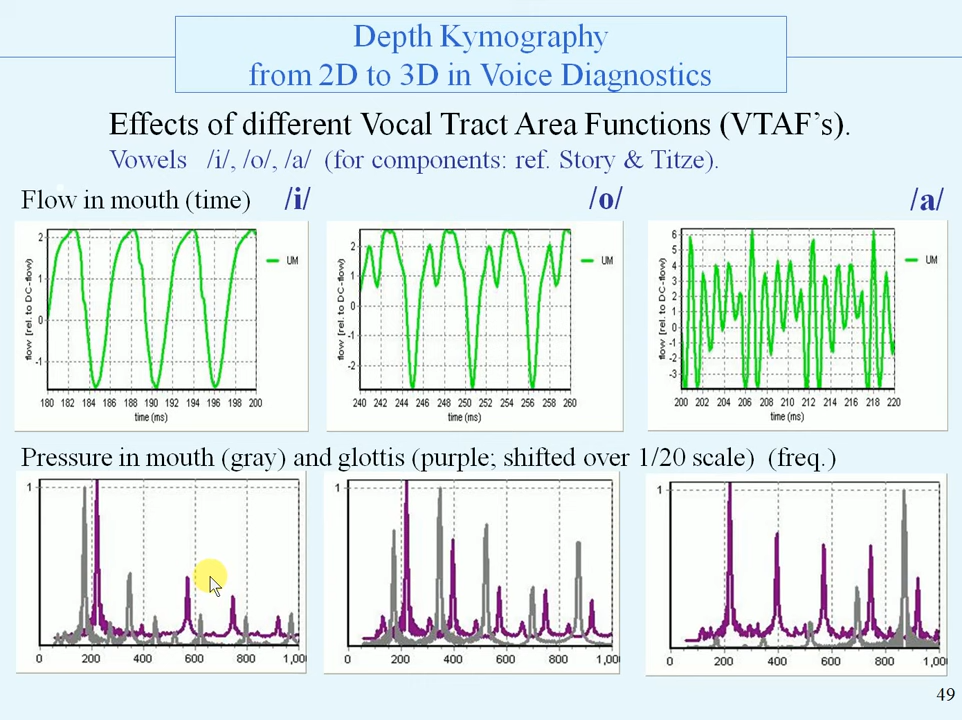 Depth Kymography
from 2D to 3D in Voice Diagnostics
Effects of different Vocal Tract Area Functions (VTAF's).
Vowels /i/, /o/, /a/ (for components: ref. Story & Titze).
Flow in mouth (time) /i/ /o/ /a/
flow [rel. to DC-flow)
2
1
0
-1
180 182 184 186 188 190 192 194 196 198 200
time (ms)
UM
flow (rel. to DC-flow)
2
1
0
-1
-2
240 242 244 246 248 250 252 254 256 258 260
time (ms)
UM
flow [rel. to DC-flow)
6
5
4
3
2
1
0
-1
-2
-3
200 202 204 206 208 210 212 214 216 218 220
time (ms)
UM
Pressure in mouth (gray) and glottis (purple; shifted over 1/20 scale) (freq.)
1
0 200 400 600 800 1,00
1
0 200 400 600 800 1,00
1
0 200 400 600 800 1,00
49